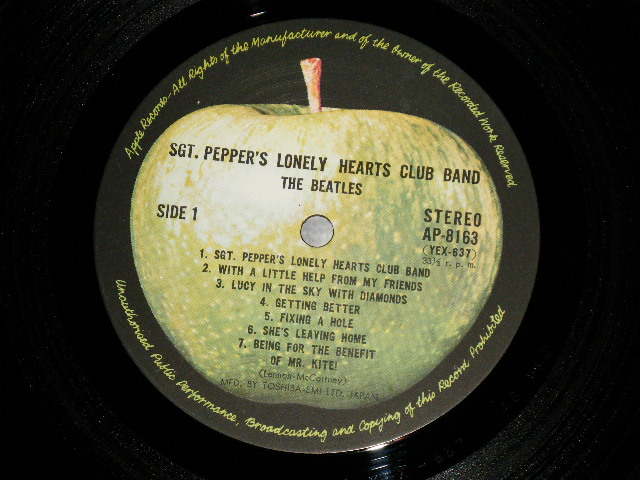 Apple Records-All Rights of the Manufacturer and of the Owner of the Recorded Work Reserved
SGT. PEPPER'S LONELY HEARTS CLUB BAND
THE BEATLES
SIDE 1
STEREO
AP-8163
(YEX-637)
33⅓ r. p. m.
1. SGT. PEPPER'S LONELY HEARTS CLUB BAND
2. WITH A LITTLE HELP FROM MY FRIENDS
3. LUCY IN THE SKY WITH DIAMONDS
4. GETTING BETTER
5. FIXING A HOLE
6. SHE'S LEAVING HOME
7. BEING FOR THE BENEFIT
OF MR. KITE!
(Lennon-McCartney)
MFD. BY TOSHIBA-EMI LTD. JAPAN
Unauthorised Public Performance, Broadcasting and Copying of this Record Prohibited